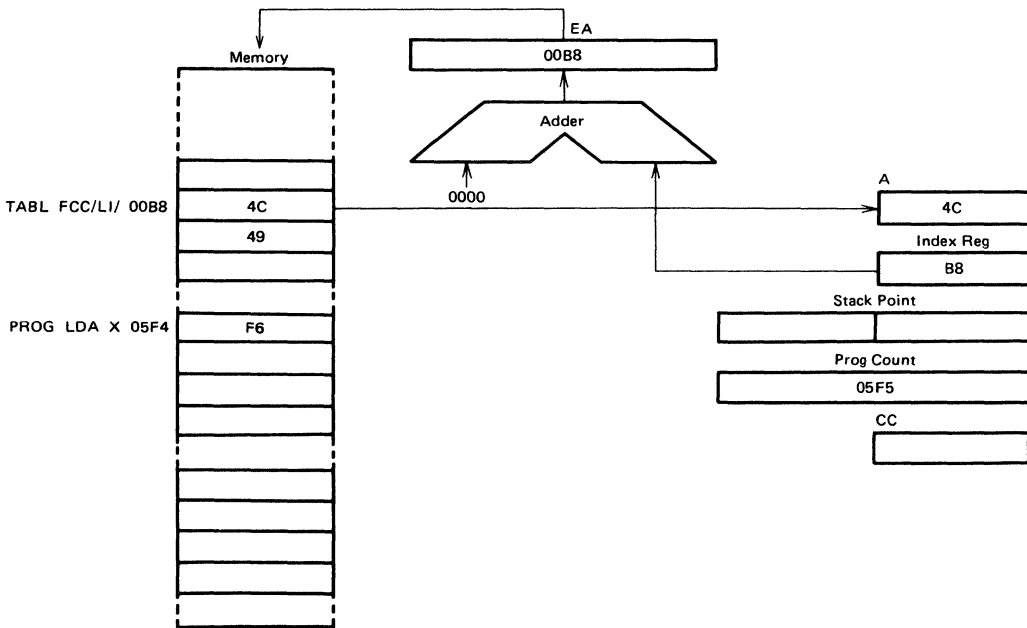 EA
00B8
Memory
Adder
0000
A
TABL FCC/LI/ 00B8
4C
4C
49
Index Reg
B8
Stack Point
PROG LDA X 05F4
F6
Prog Count
05F5
CC